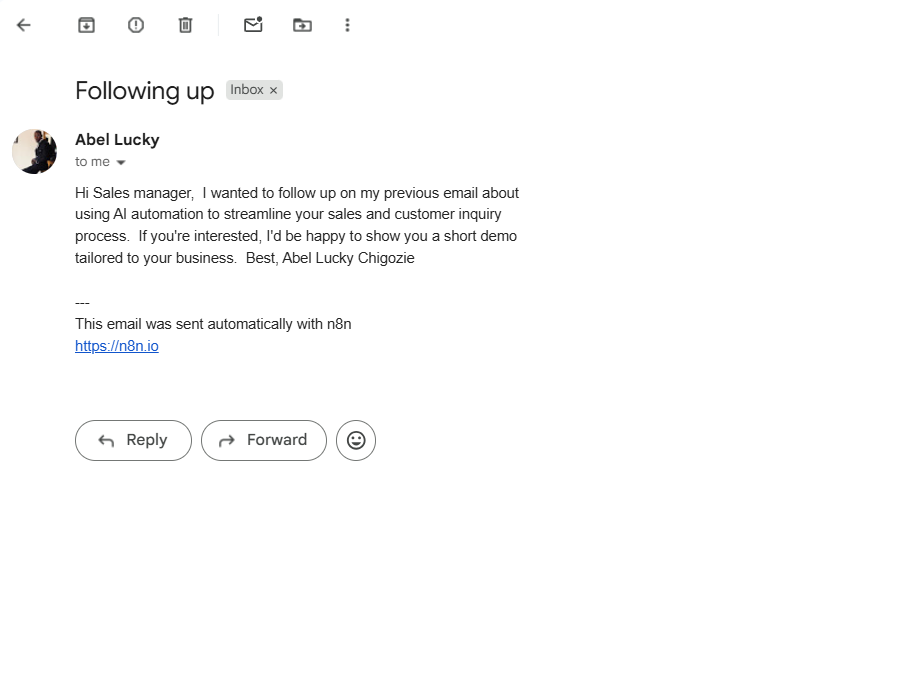 Following up
Inbox ×
Abel Lucky
to me
Hi Sales manager,  I wanted to follow up on my previous email about
using AI automation to streamline your sales and customer inquiry
process.  If you're interested, I'd be happy to show you a short demo
tailored to your business.  Best, Abel Lucky Chigozie
---
This email was sent automatically with n8n
https://n8n.io
Reply
Forward